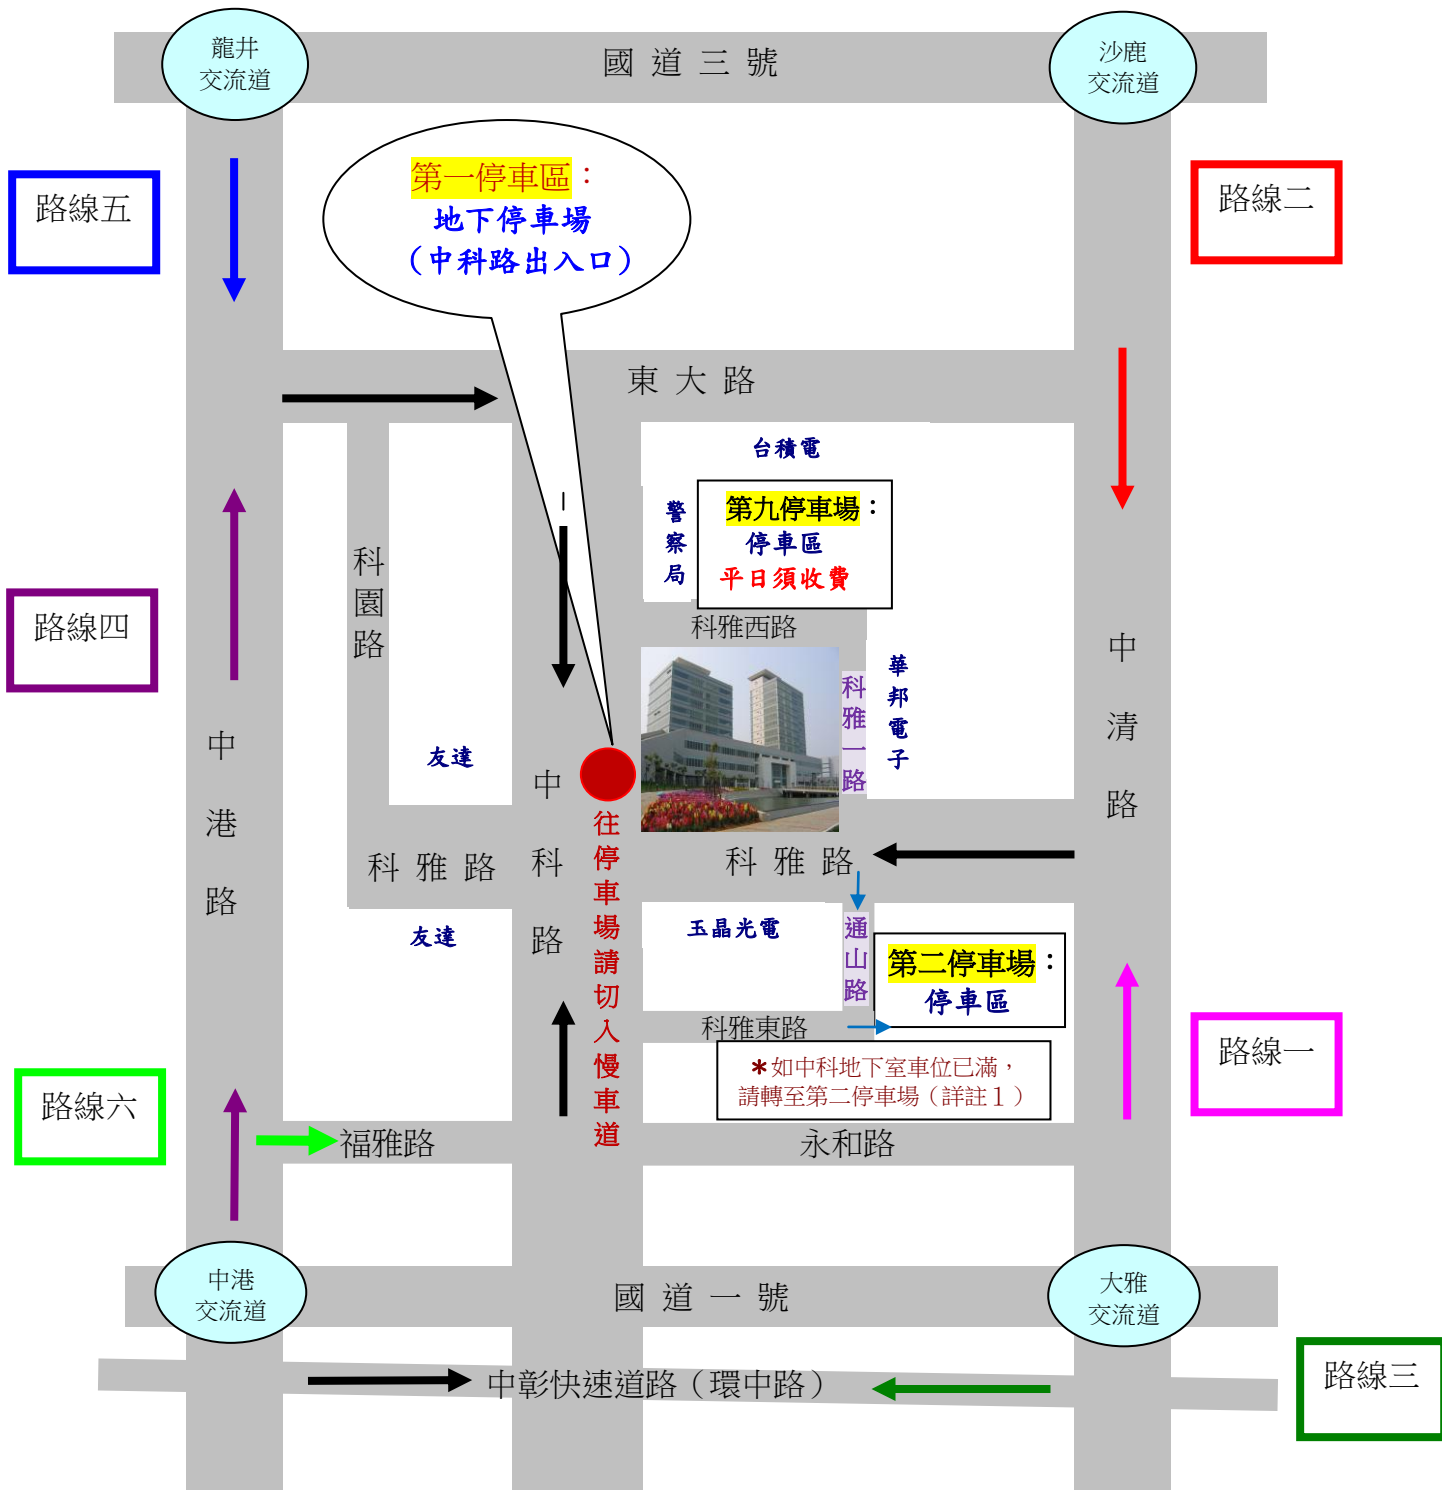 龍井
交流道
國道三號
沙鹿
交流道
路線五
第一停車區：
地下停車場
（中科路出入口）
路線二
東大路
台積電
警察局
第九停車場：
停車區
平日須收費
科園路
科雅西路
路線四
中港路
友達
中科路
科雅一路
華邦電子
中清路
往停車場請切入慢車道
科雅路
科雅路
友達
玉晶光電
通山路
第二停車場：
停車區
科雅東路
＊如中科地下室車位已滿，
請轉至第二停車場（詳註１）
路線一
路線六
福雅路
永和路
中港
交流道
國道一號
大雅
交流道
中彰快速道路（環中路）
路線三